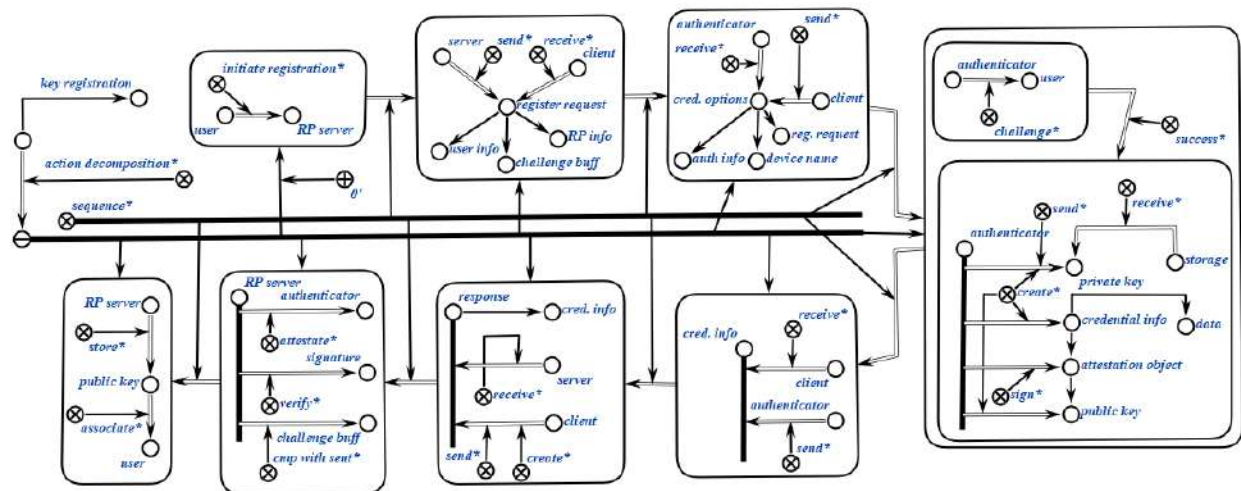 key registration
action decomposition*
sequence*
θ'
initiate registration*
user
RP server
server
send*
receive*
client
register request
user info
RP info
challenge buff
authenticator
send*
receive*
cred. options
client
reg. request
auth info
device name
authenticator
user
challenge*
success*
send*
receive*
authenticator
storage
private key
create*
credential info
data
attestation object
sign*
public key
RP server
store*
public key
associate*
user
RP server
authenticator
attestate*
signature
verify*
challenge buff
cmp with sent*
response
cred. info
server
receive*
client
send*
create*
receive*
cred. info
client
authenticator
send*